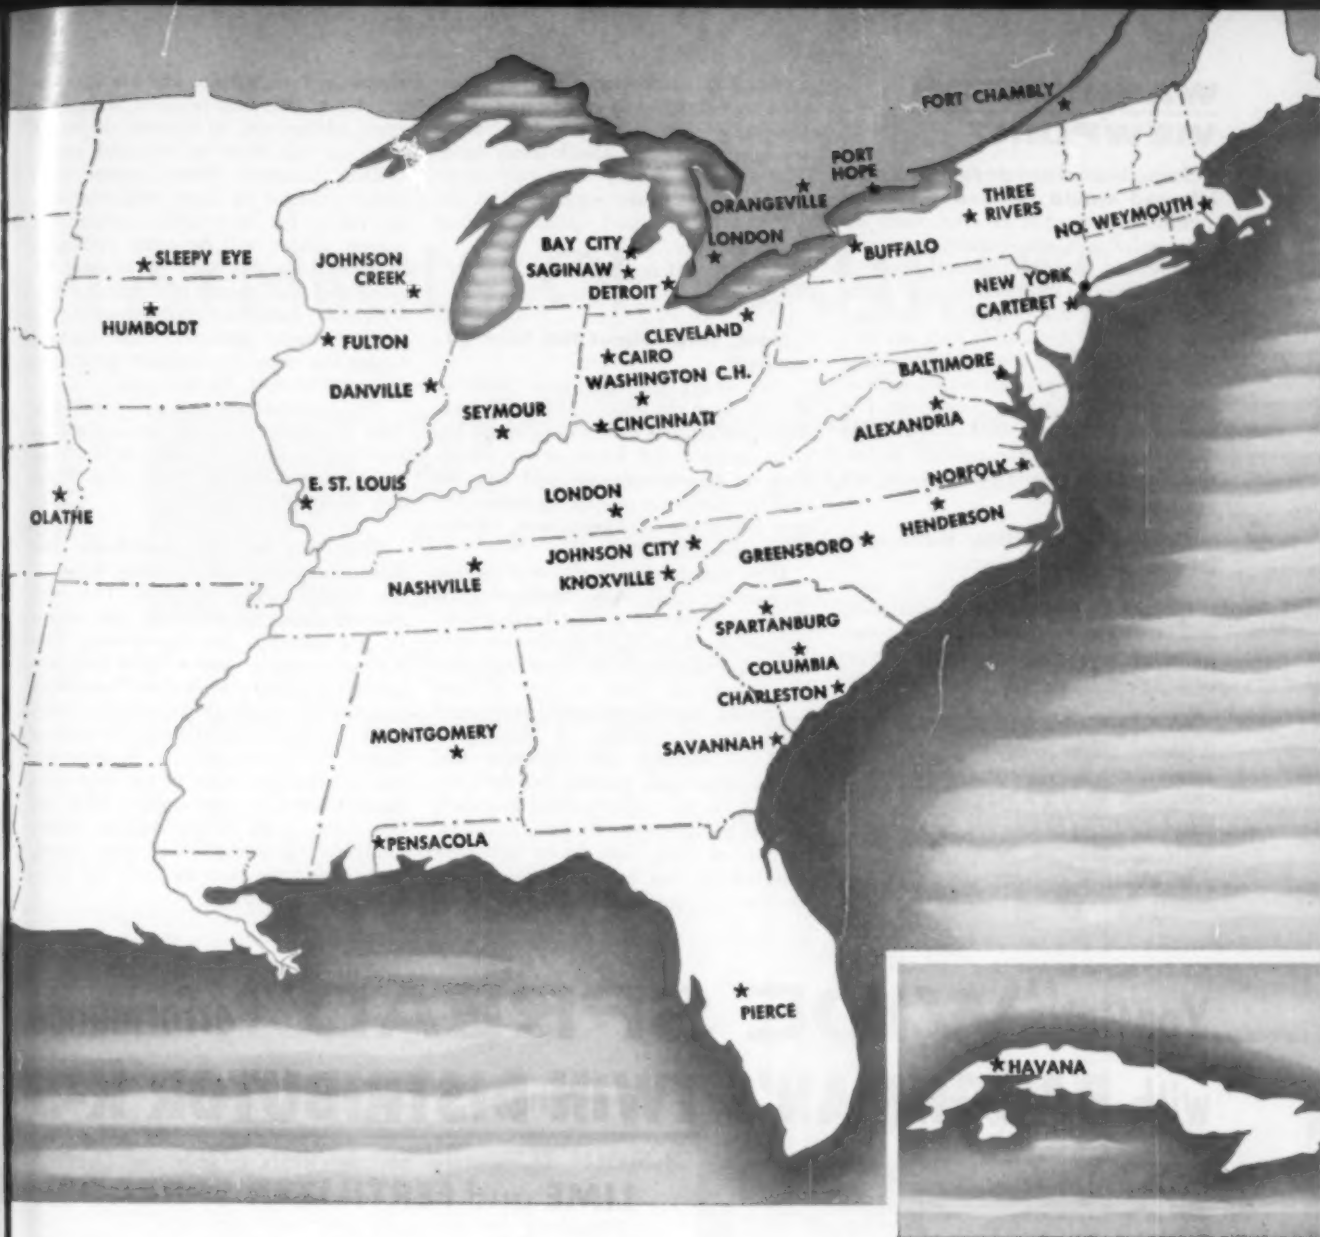 FORT CHAMBLY
PORT
HOPE
ORANGEVILLE
THREE
RIVERS
NO. WEYMOUTH
LONDON
BUFFALO
BAY CITY
SAGINAW
DETROIT
SLEEPY EYE
JOHNSON
CREEK
NEW YORK
CARTERET
HUMBOLDT
FULTON
CLEVELAND
CAIRO
WASHINGTON C.H.
BALTIMORE
DANVILLE
SEYMOUR
CINCINNATI
ALEXANDRIA
E. ST. LOUIS
LONDON
NORFOLK
OLATHE
HENDERSON
JOHNSON CITY
GREENSBORO
NASHVILLE
KNOXVILLE
SPARTANBURG
COLUMBIA
CHARLESTON
MONTGOMERY
SAVANNAH
PENSACOLA
PIERCE
HAVANA